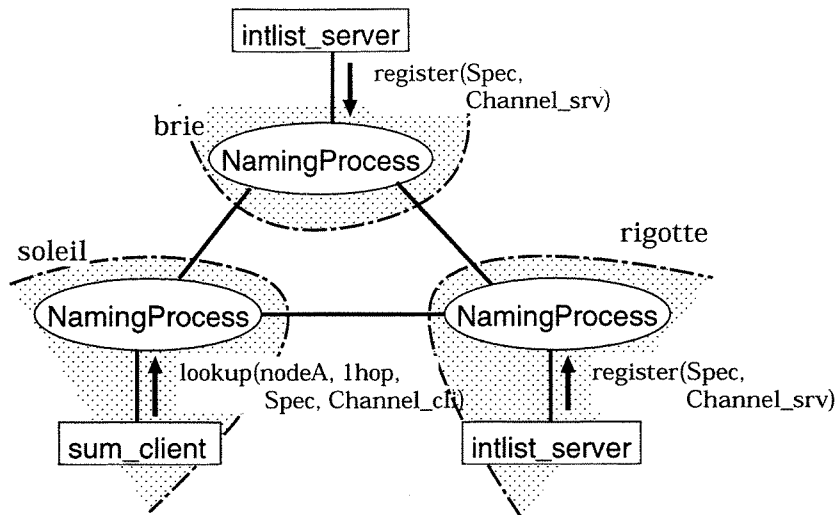 intlist_server
register(Spec,
Channel_srv)
brie
NamingProcess
soleil
rigotte
NamingProcess
NamingProcess
lookup(nodeA, 1hop,
Spec, Channel_cli)
register(Spec,
Channel_srv)
sum_client
intlist_server